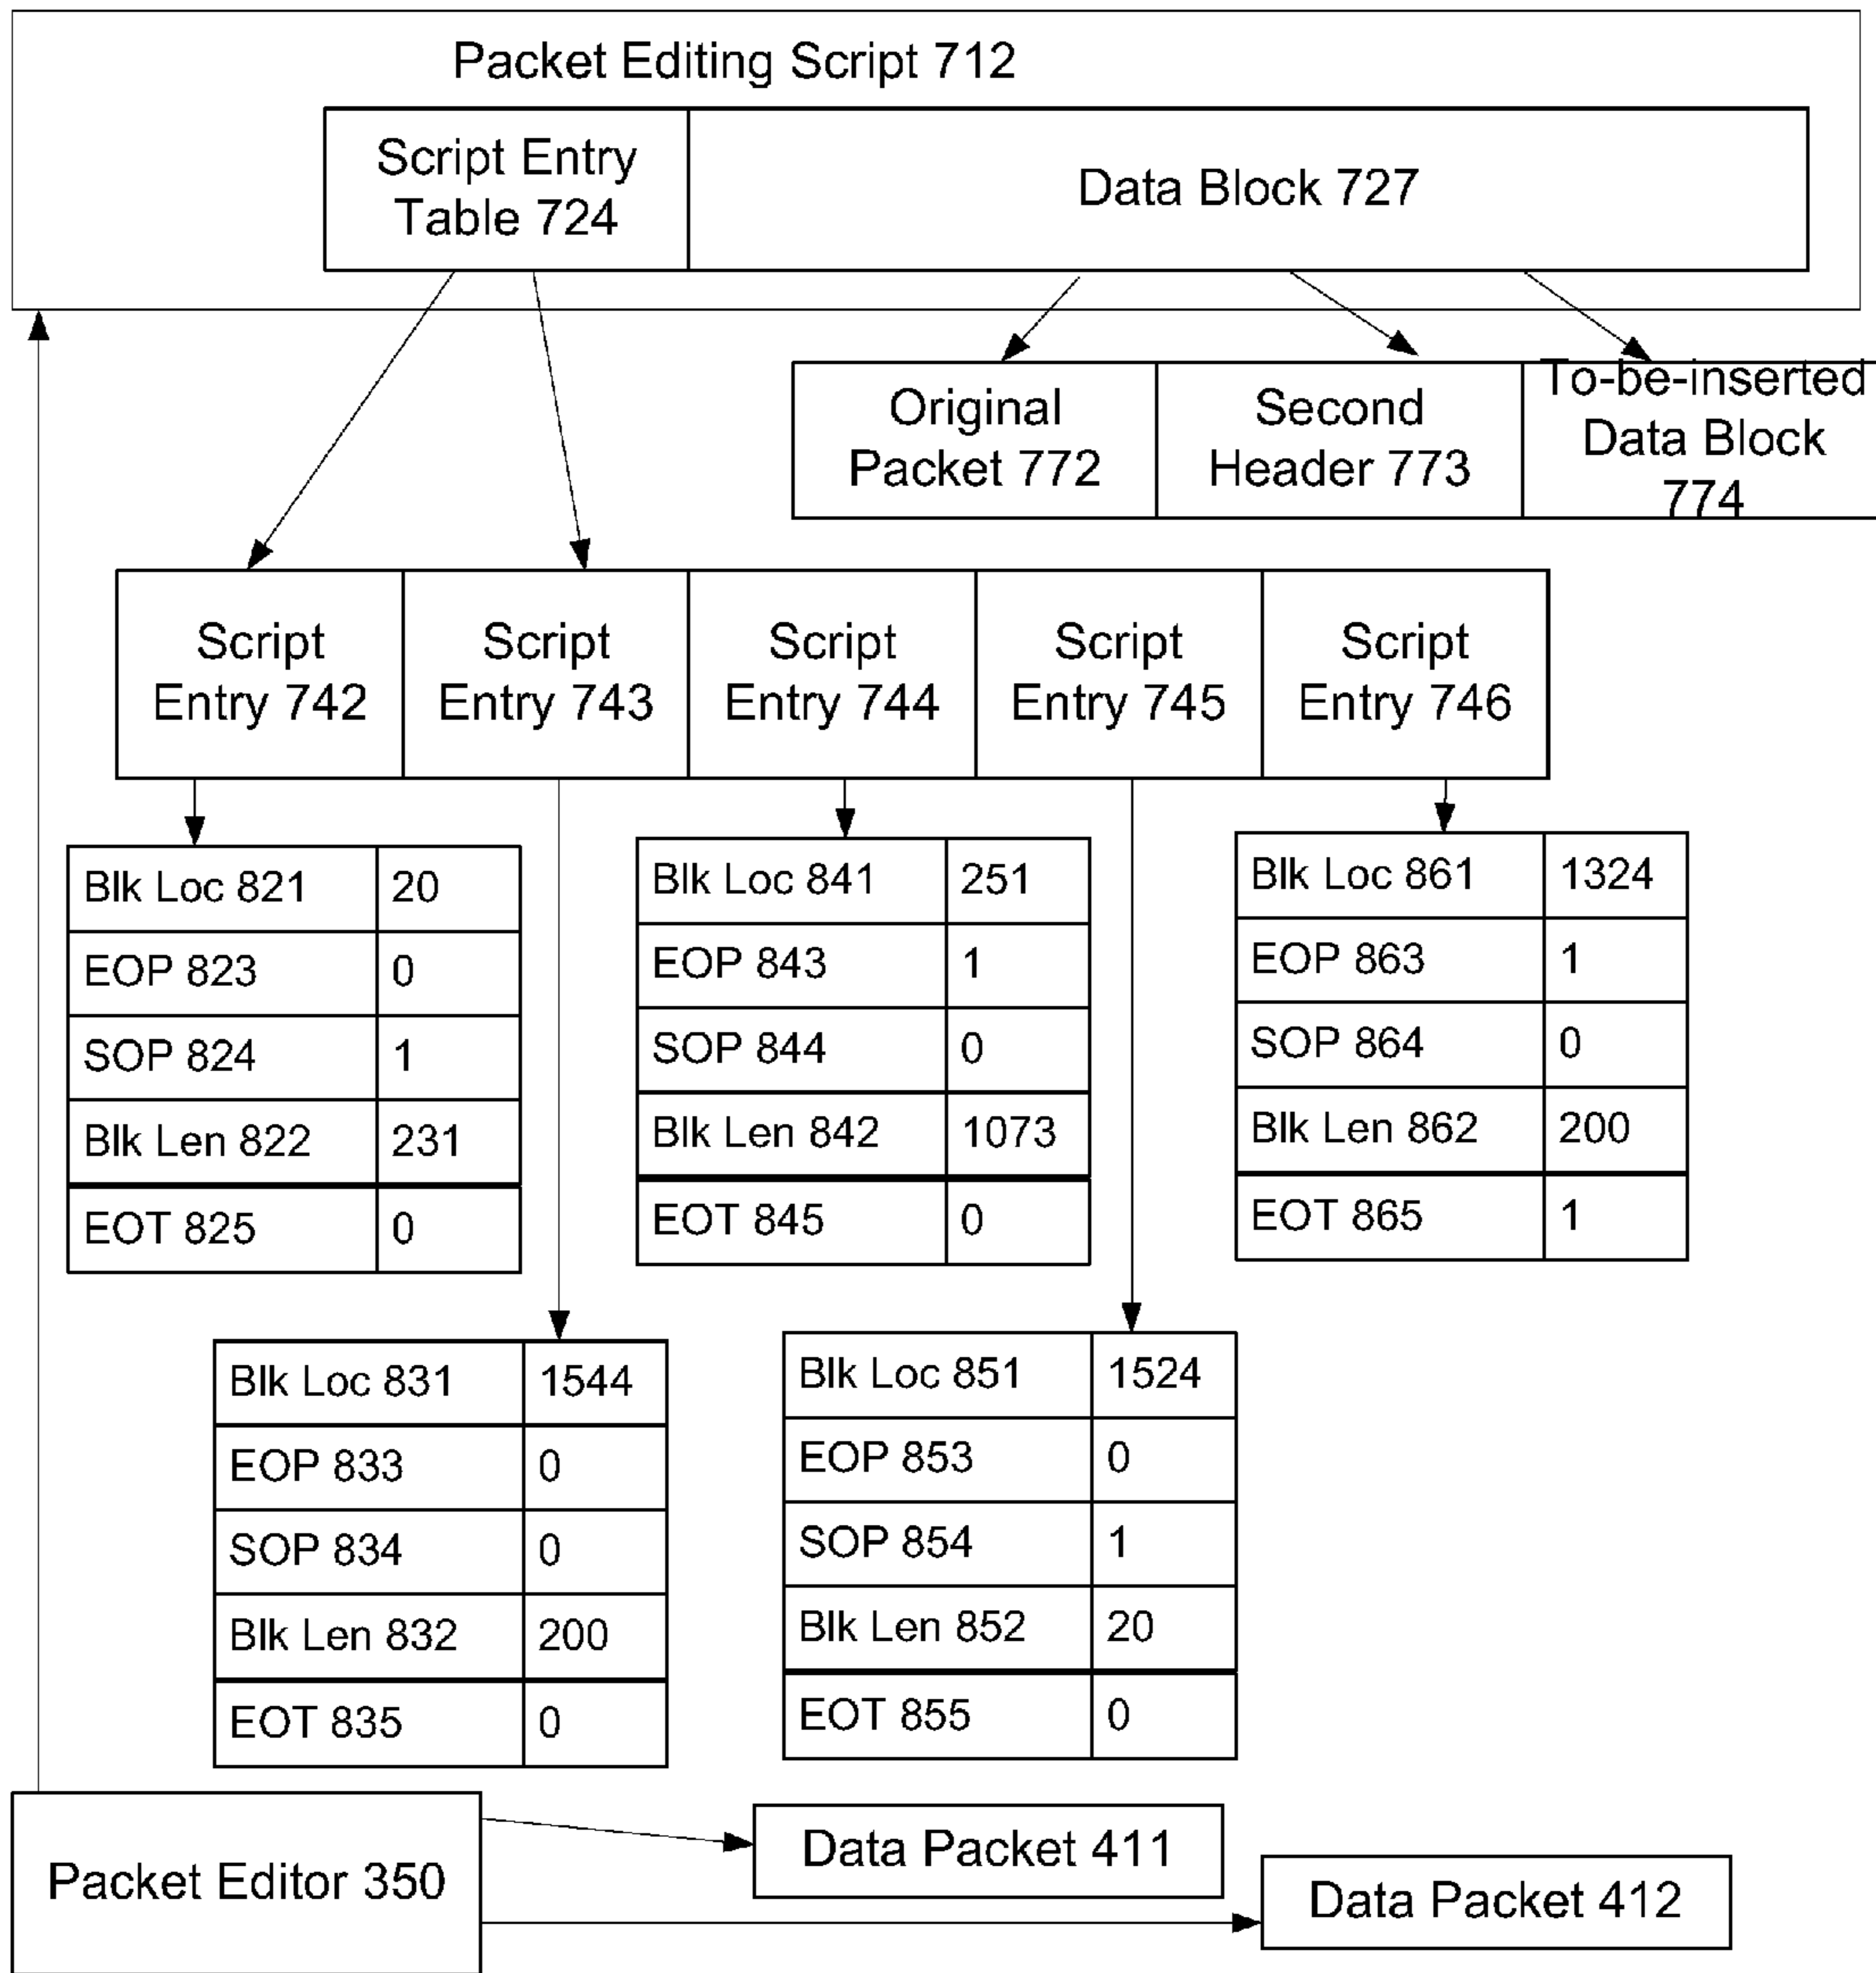 Packet Editing Script 712
Script Entry
Table 724
Data Block 727
Original
Packet 772
Second
Header 773
To-be-inserted
Data Block
774
Script
Entry 742
Script
Entry 743
Script
Entry 744
Script
Entry 745
Script
Entry 746
Blk Loc 821 20
EOP 823 0
SOP 824 1
Blk Len 822 231
EOT 825 0
Blk Loc 841 251
EOP 843 1
SOP 844 0
Blk Len 842 1073
EOT 845 0
Blk Loc 861 1324
EOP 863 1
SOP 864 0
Blk Len 862 200
EOT 865 1
Blk Loc 831 1544
EOP 833 0
SOP 834 0
Blk Len 832 200
EOT 835 0
Blk Loc 851 1524
EOP 853 0
SOP 854 1
Blk Len 852 20
EOT 855 0
Packet Editor 350
Data Packet 411
Data Packet 412